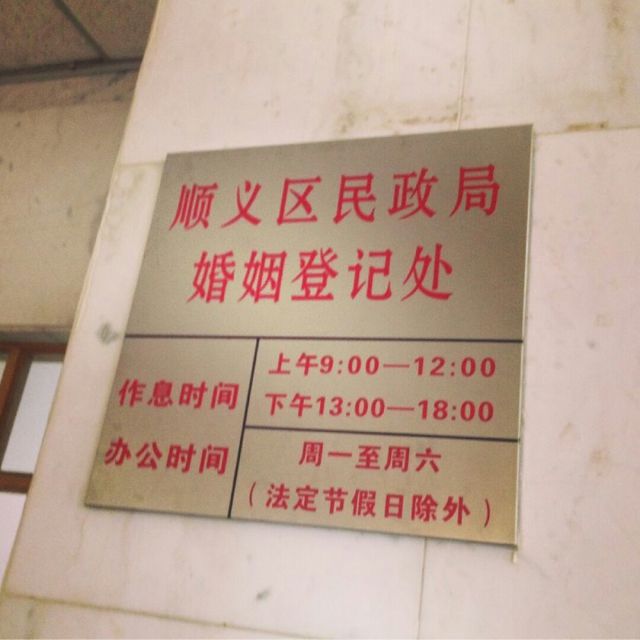 顺义区民政局
婚姻登记处
作息时间
上午9:00—12:00
下午13:00—18:00
办公时间
周一至周六
（法定节假日除外）